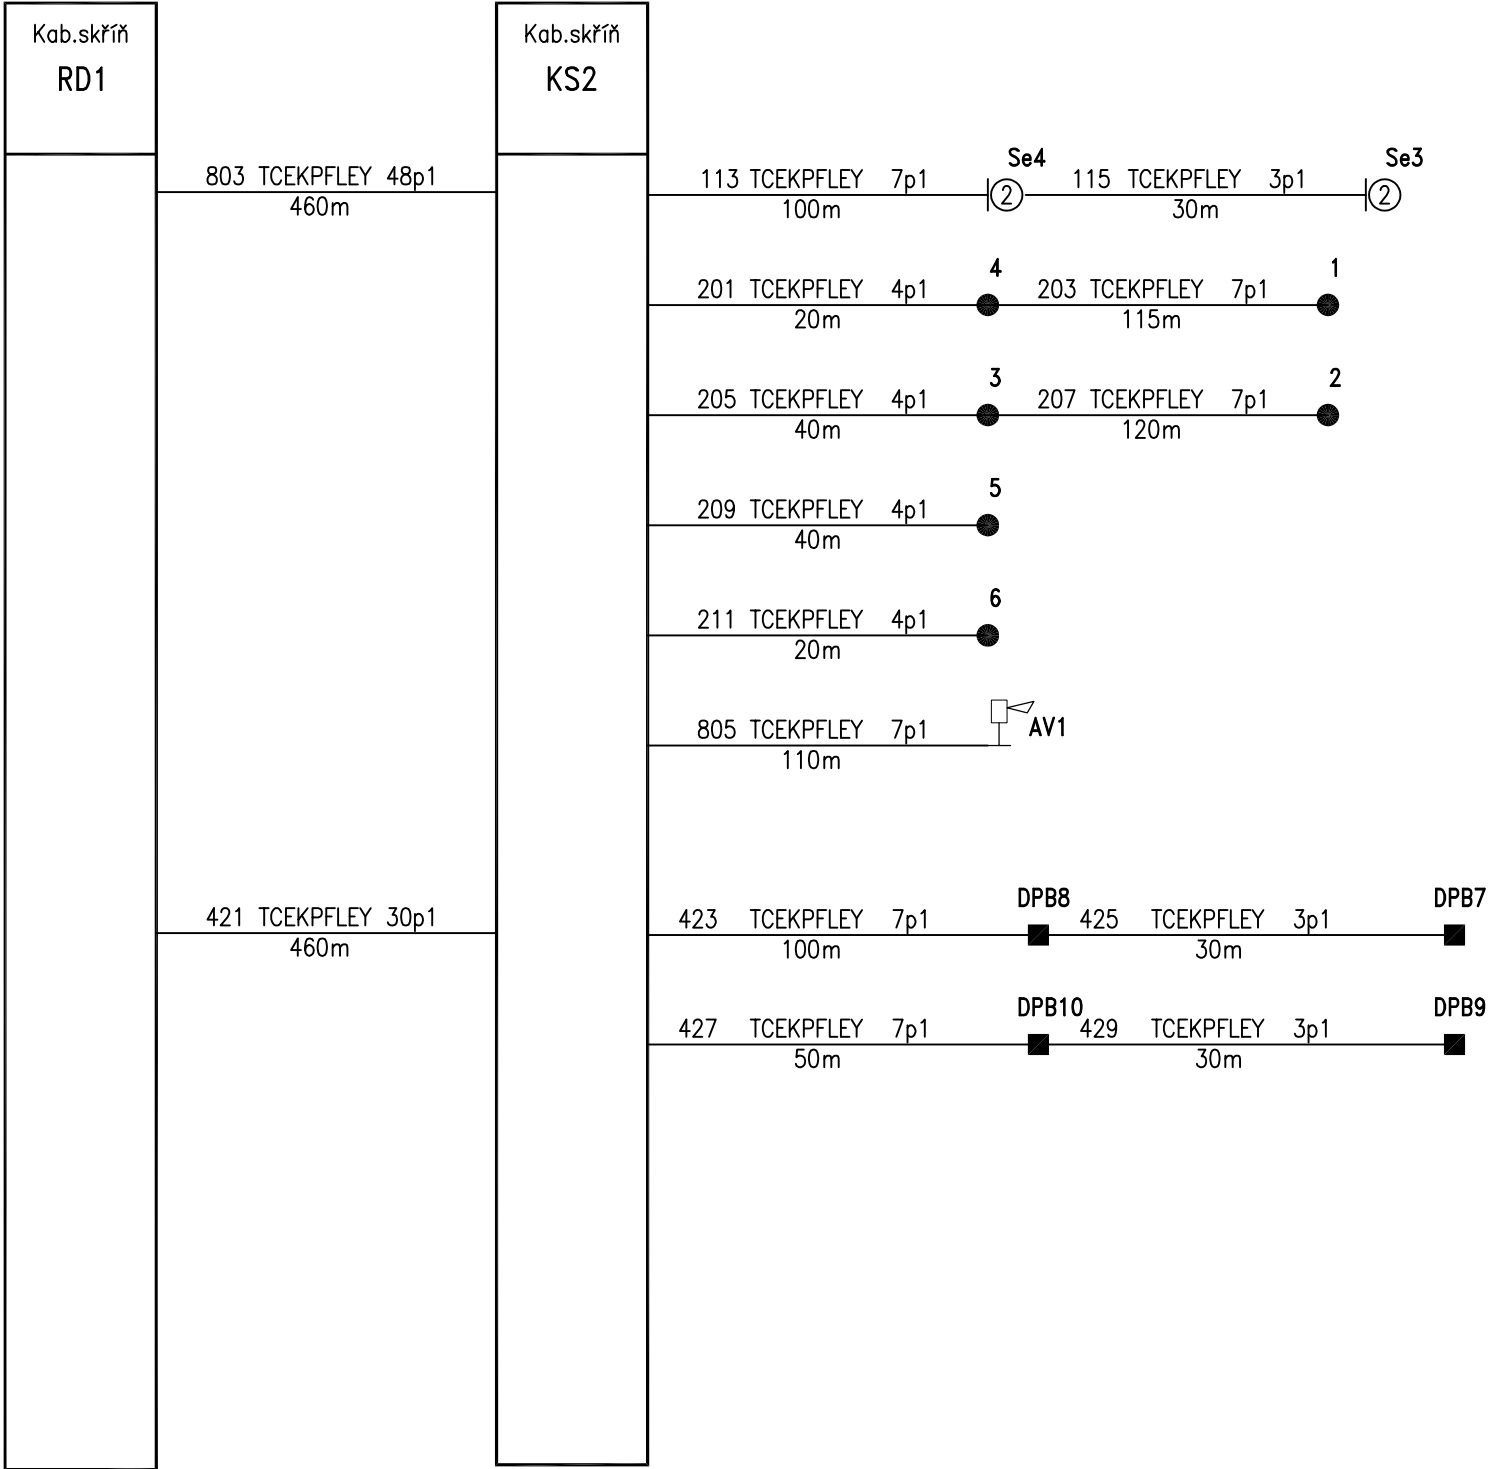 Kab.skříň
RD1
Kab.skříň
KS2
803 TCEKPFLEY 48p1
460m
113 TCEKPFLEY 7p1
100m
Se4
2
115 TCEKPFLEY 3p1
30m
Se3
2
201 TCEKPFLEY 4p1
20m
4
203 TCEKPFLEY 7p1
115m
1
205 TCEKPFLEY 4p1
40m
3
207 TCEKPFLEY 7p1
120m
2
209 TCEKPFLEY 4p1
40m
5
211 TCEKPFLEY 4p1
20m
6
805 TCEKPFLEY 7p1
110m
AV1
421 TCEKPFLEY 30p1
460m
423 TCEKPFLEY 7p1
100m
DPB8
425 TCEKPFLEY 3p1
30m
DPB7
427 TCEKPFLEY 7p1
50m
DPB10
429 TCEKPFLEY 3p1
30m
DPB9